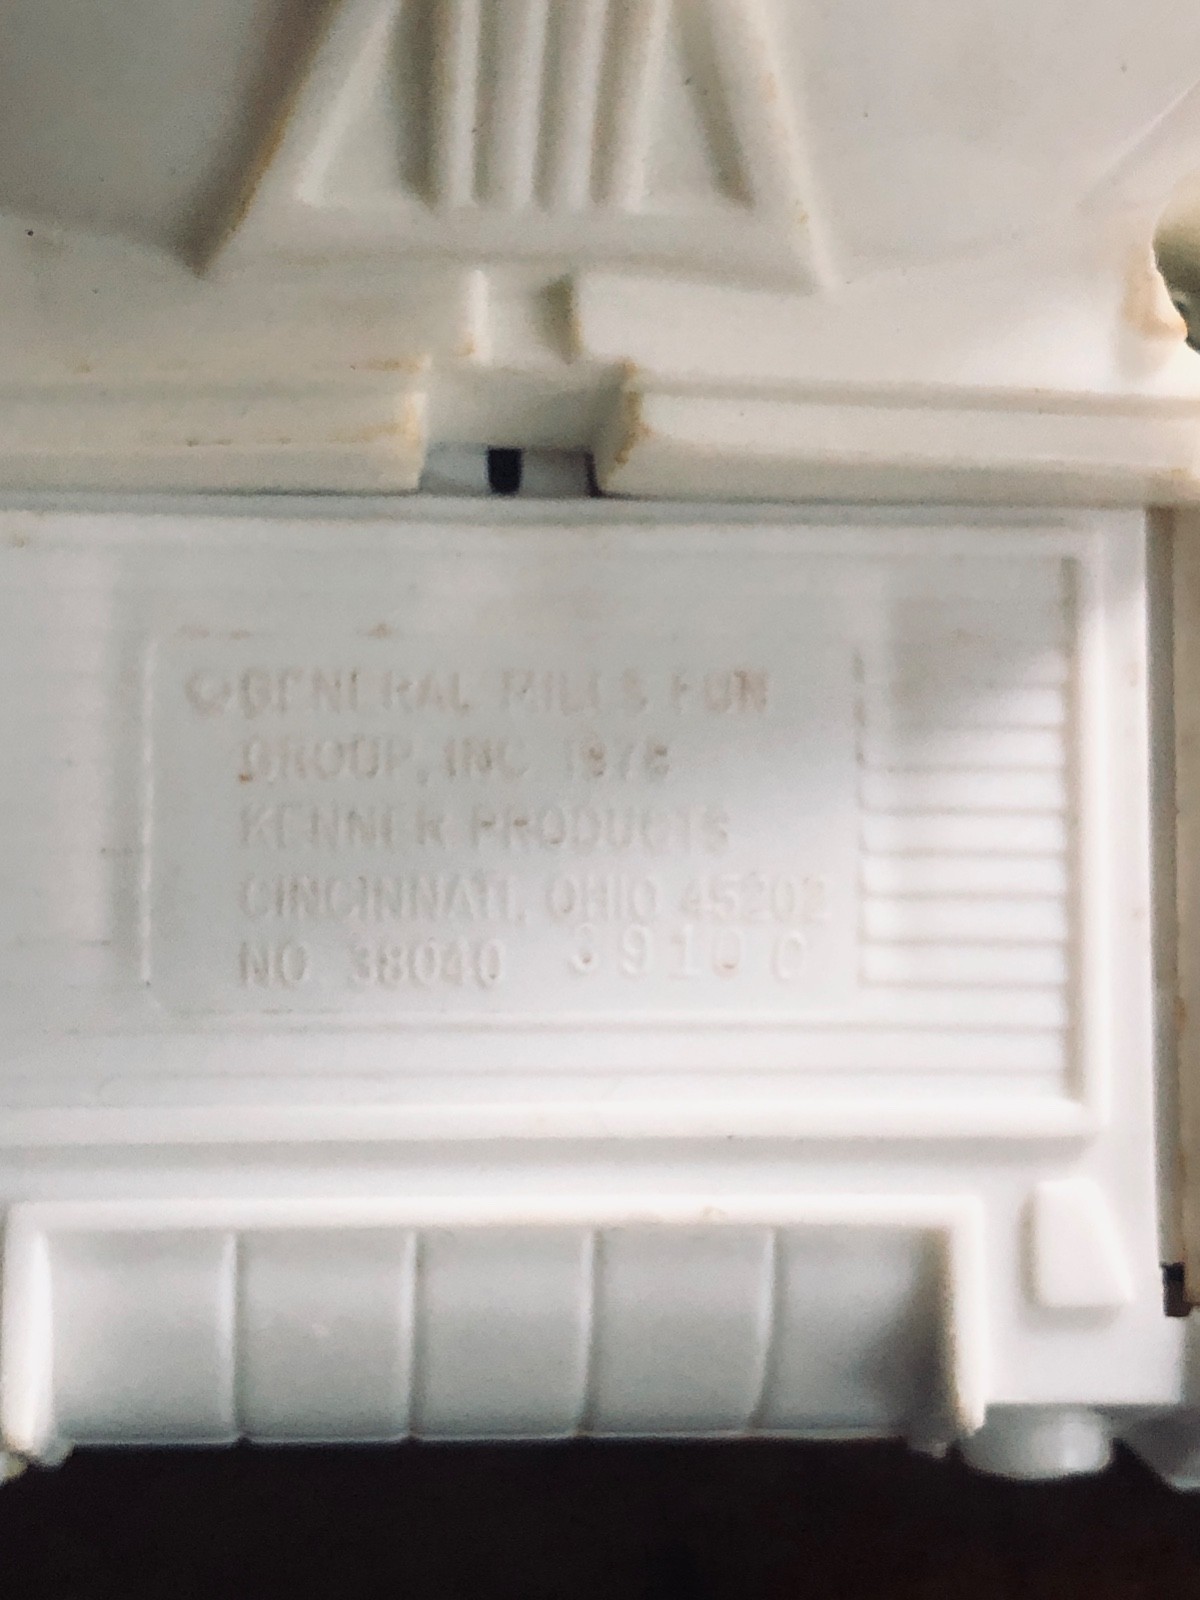 © GENERAL MILLS FUN
GROUP, INC 1978
KENNER PRODUCTS
CINCINNATI, OHIO 45202
NO. 38040 39100